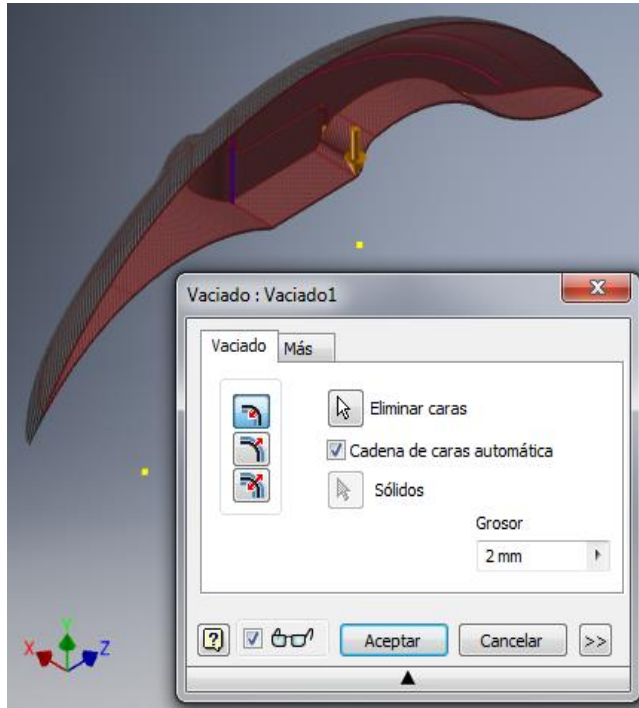 Vaciado : Vaciado1
Vaciado
Más
Eliminar caras
Cadena de caras automática
Sólidos
Grosor
2 mm
Aceptar
Cancelar
>>
Y
X
Z